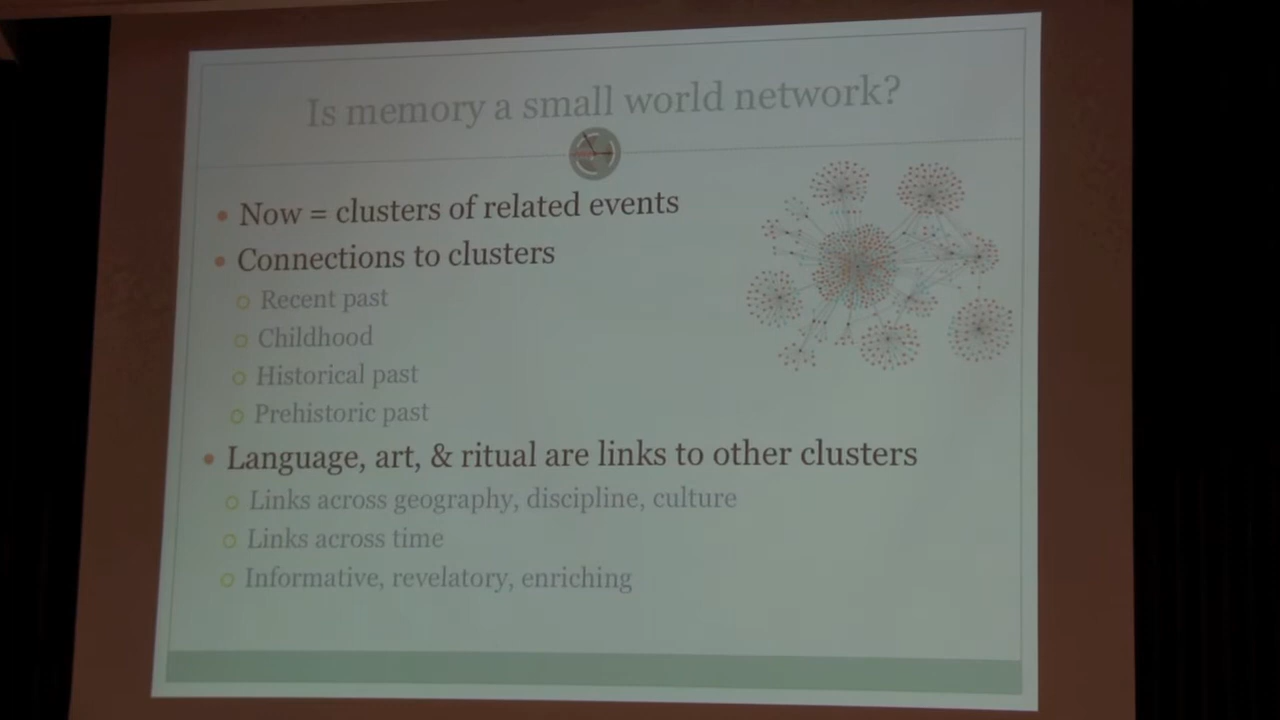 Is memory a small world network?
Now = clusters of related events
Connections to clusters
Recent past
Childhood
Historical past
Prehistoric past
Language, art, & ritual are links to other clusters
Links across geography, discipline, culture
Links across time
Informative, revelatory, enriching